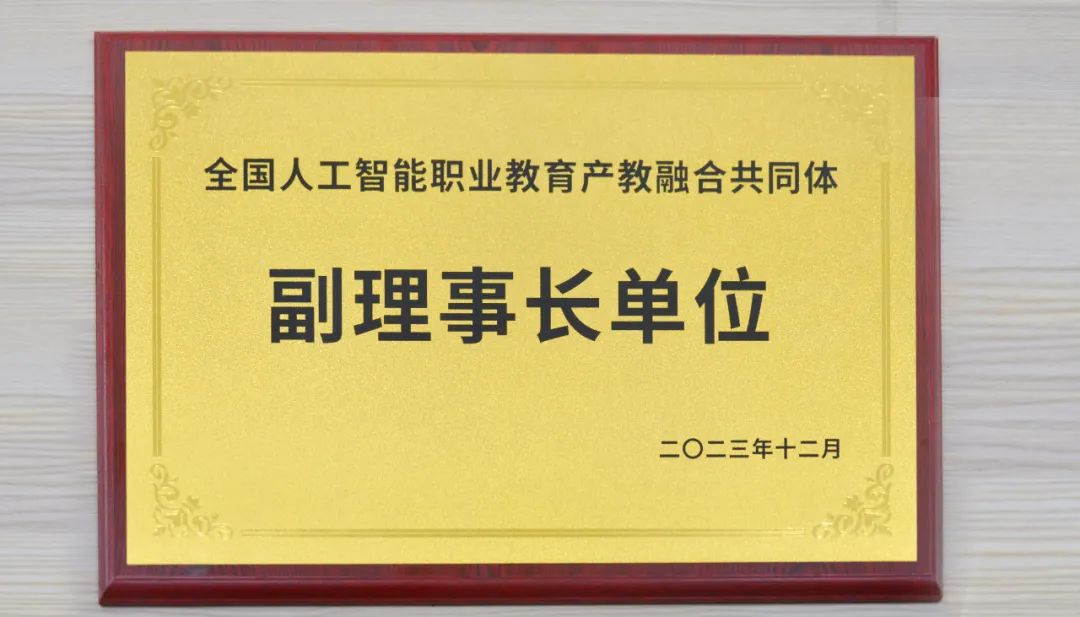 全国人工智能职业教育产教融合共同体
副理事长单位
二〇二三年十二月